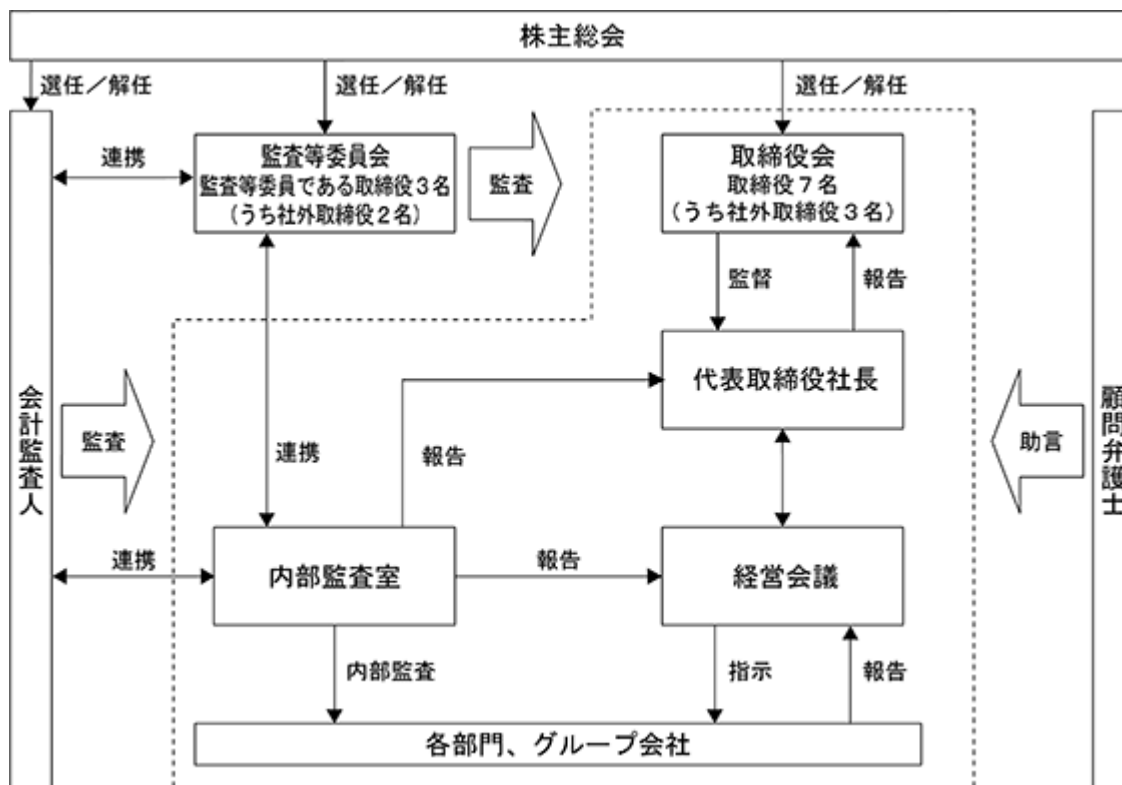 株主総会
選任／解任
選任／解任
選任／解任
連携
監査等委員会
監査等委員である取締役３名
（うち社外取締役２名）
監査
取締役会
取締役７名
（うち社外取締役３名）
監督
報告
代表取締役社長
会計監査人
監査
連携
報告
助言
顧問弁護士
連携
内部監査室
報告
経営会議
内部監査
指示
報告
各部門、グループ会社